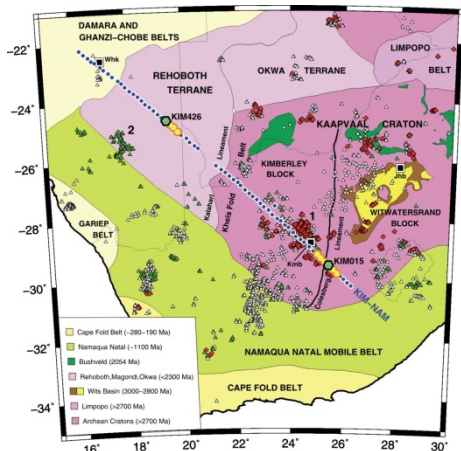 DAMARA AND
GHANZI-CHOBE BELTS
LIMPOPO
BELT
Whk
REHOBOTH
TERRANE
OKWA
TERRANE
KIM426
2
KAAPVAAL
CRATON
Lineament
Belt
KIMBERLEY
BLOCK
Jhb
Kalahari
Kheis Fold
WITWATERSRAND
BLOCK
1
Lineament
GARIEP
BELT
Kmb
KIM015
Colesberg
KIM-NAM
NAMAQUA NATAL MOBILE BELT
CAPE FOLD BELT
Cape Fold Belt (~280-190 Ma)
Namaqua Natal (~1100 Ma)
Bushveld (2054 Ma)
Rehoboth,Magondi,Okwa (<2300 Ma)
Wits Basin (3000-2800 Ma)
Limpopo (>2700 Ma)
Archean Cratons (>2700 Ma)
-22°
-24°
-26°
-28°
-30°
-32°
-34°
16° 18° 20° 22° 24° 26° 28° 30°